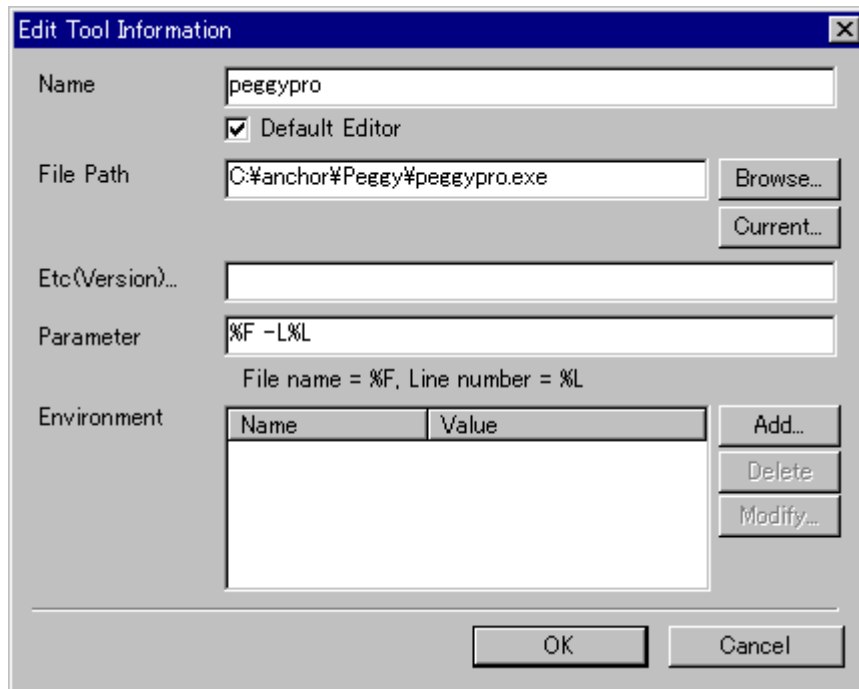 Edit Tool Information
Name
peggypro
Default Editor
File Path
C:¥anchor¥Peggy¥peggypro.exe
Browse...
Current...
Etc(Version)...
Parameter
%F -L%L
File name = %F, Line number = %L
Environment
Name Value
Add...
Delete
Modify...
OK Cancel